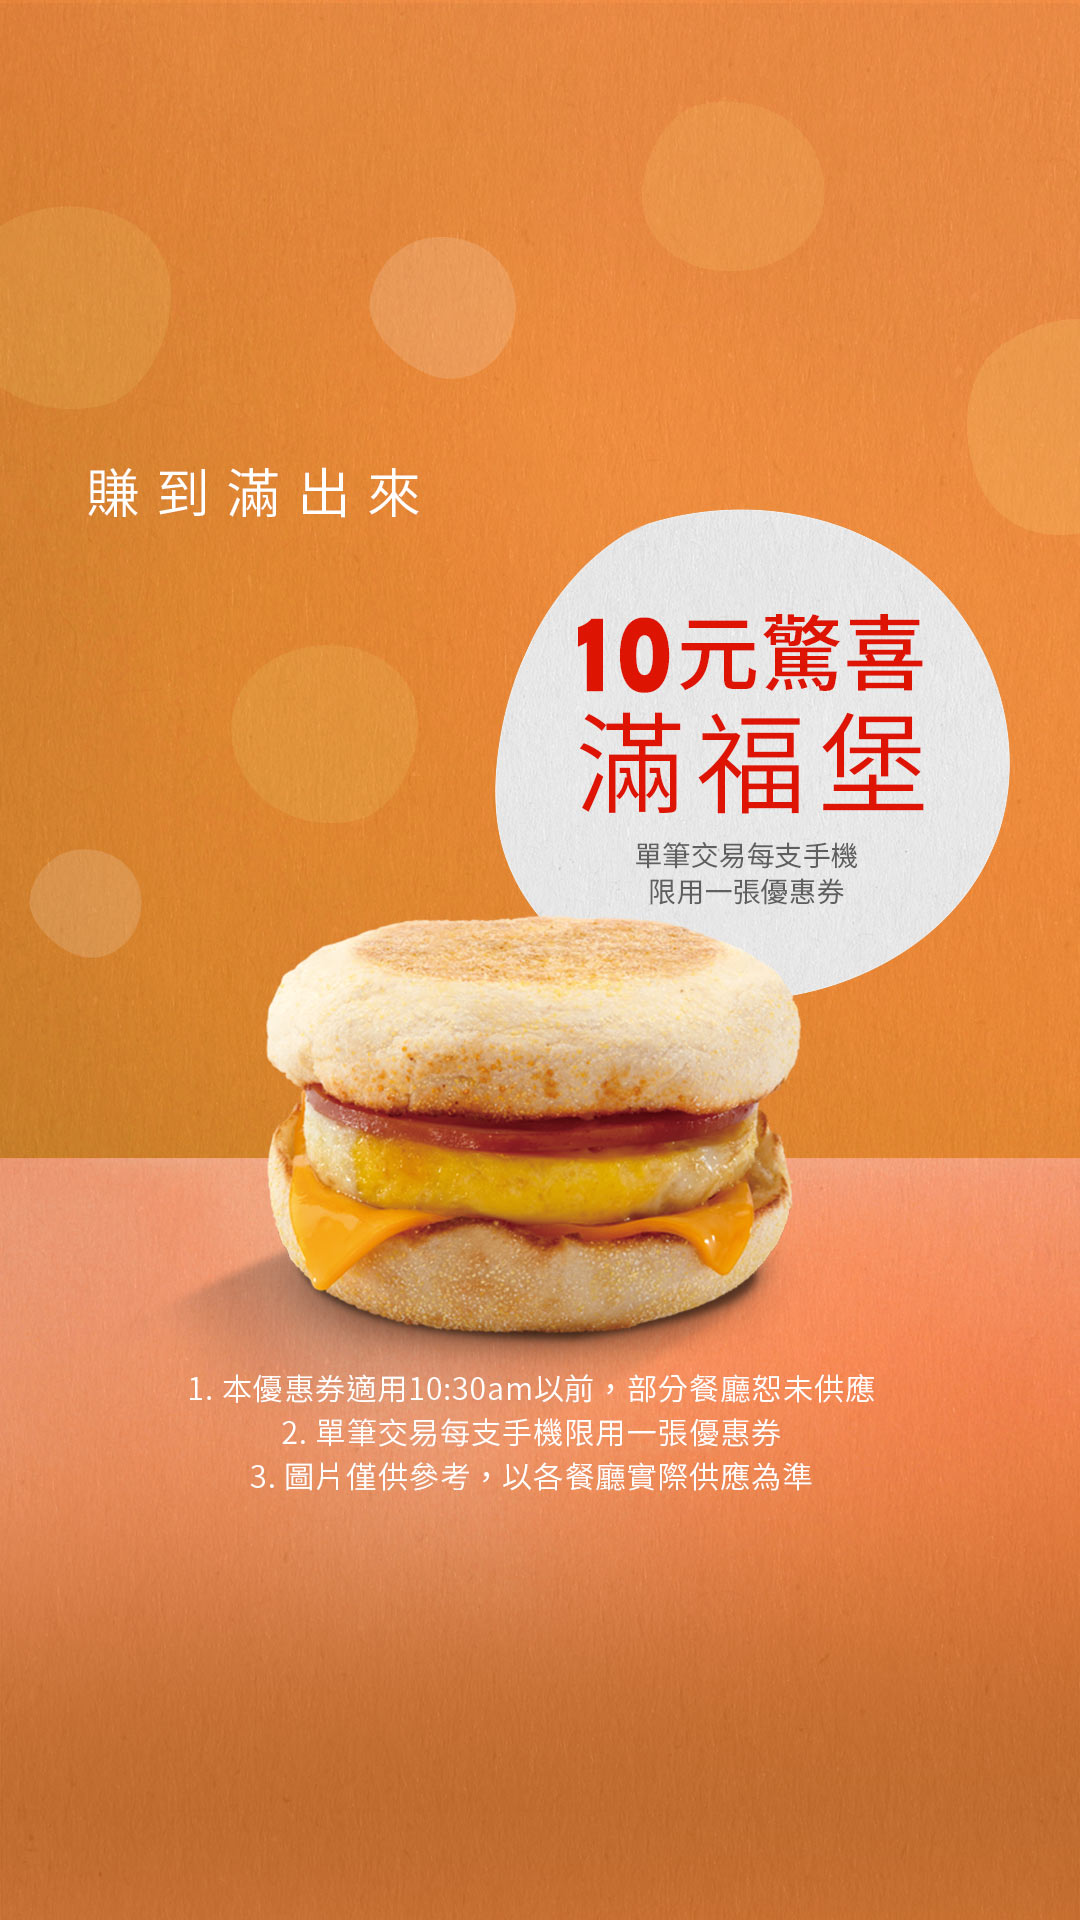 賺到滿出來
10元驚喜
滿福堡
單筆交易每支手機
限用一張優惠券
1. 本優惠券適用10:30am以前，部分餐廳恕未供應
2. 單筆交易每支手機限用一張優惠券
3. 圖片僅供參考，以各餐廳實際供應為準